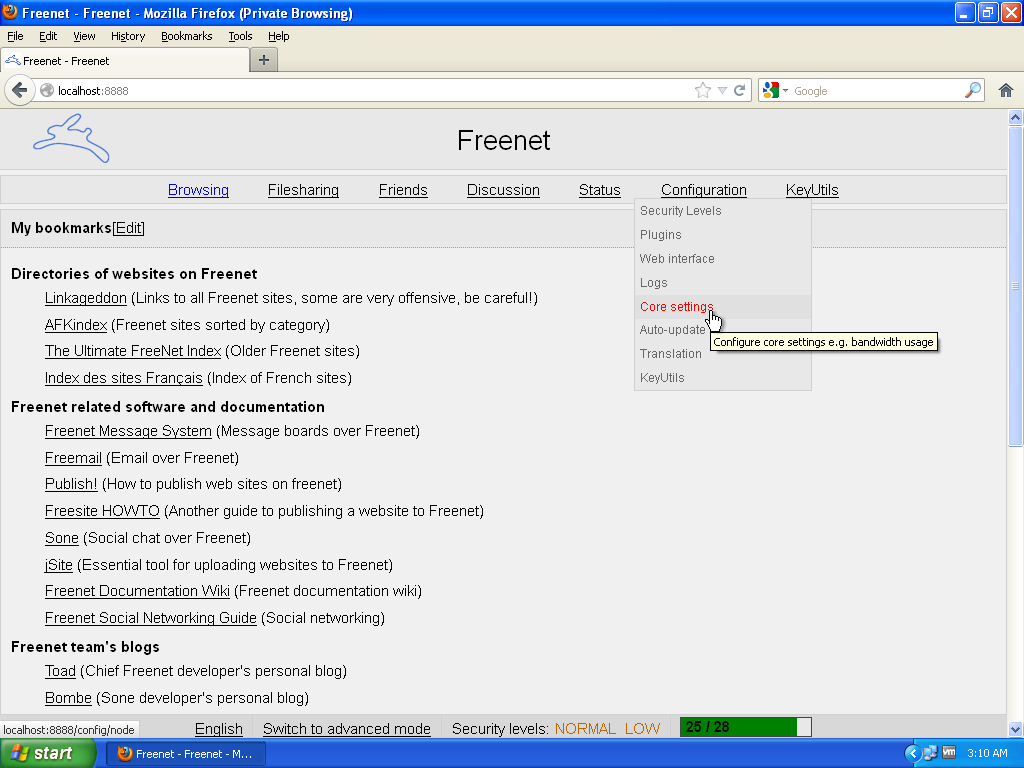 Freenet - Freenet - Mozilla Firefox (Private Browsing)
File Edit View History Bookmarks Tools Help
Freenet - Freenet
localhost:8888
Google
Freenet
Browsing Filesharing Friends Discussion Status Configuration KeyUtils
Security Levels
Plugins
Web interface
Logs
Core settings
Auto-update
Translation
KeyUtils
Configure core settings e.g. bandwidth usage
My bookmarks[Edit]
Directories of websites on Freenet
Linkageddon (Links to all Freenet sites, some are very offensive, be careful!)
AFKindex (Freenet sites sorted by category)
The Ultimate FreeNet Index (Older Freenet sites)
Index des sites Français (Index of French sites)
Freenet related software and documentation
Freenet Message System (Message boards over Freenet)
Freemail (Email over Freenet)
Publish! (How to publish web sites on freenet)
Freesite HOWTO (Another guide to publishing a website to Freenet)
Sone (Social chat over Freenet)
jSite (Essential tool for uploading websites to Freenet)
Freenet Documentation Wiki (Freenet documentation wiki)
Freenet Social Networking Guide (Social networking)
Freenet team's blogs
Toad (Chief Freenet developer's personal blog)
Bombe (Sone developer's personal blog)
localhost:8888/config/node
English Switch to advanced mode Security levels: NORMAL LOW 25 / 28
start Freenet - Freenet - M... vm 3:10 AM